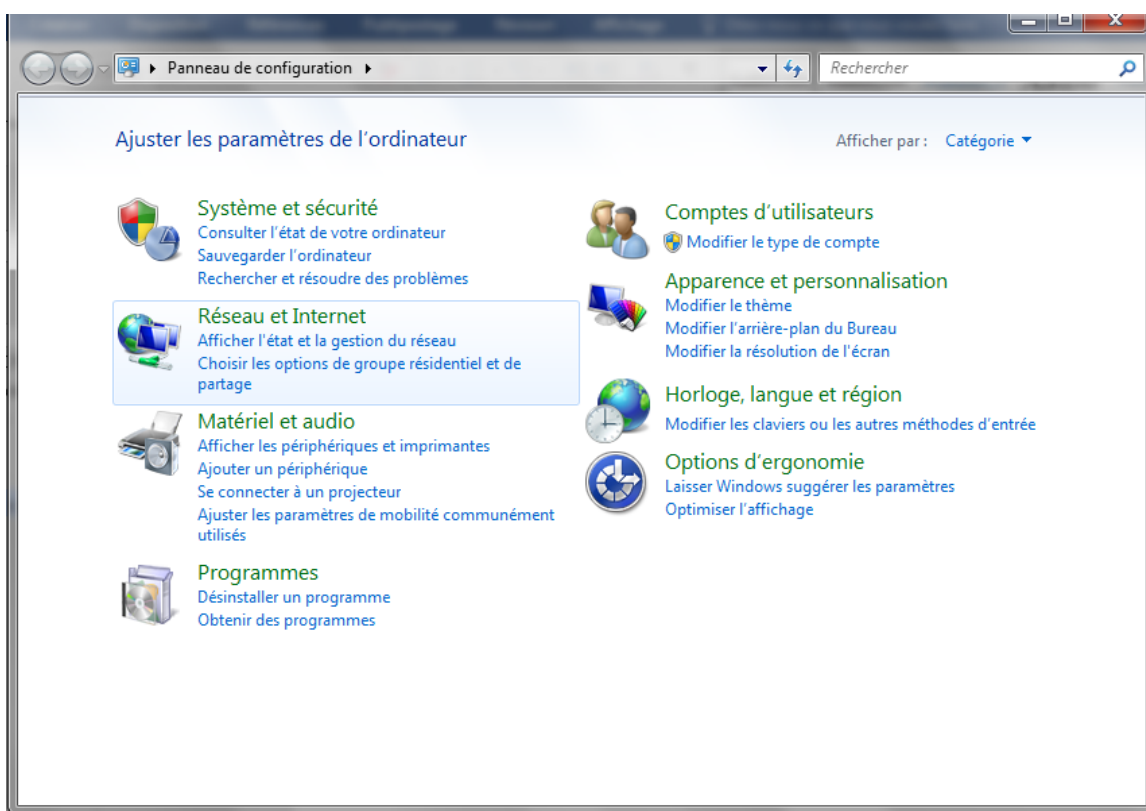 Affichage
Panneau de configuration
Rechercher
Ajuster les paramètres de l'ordinateur
Afficher par : Catégorie
Système et sécurité
Consulter l'état de votre ordinateur
Sauvegarder l'ordinateur
Rechercher et résoudre des problèmes
Réseau et Internet
Afficher l'état et la gestion du réseau
Choisir les options de groupe résidentiel et de
partage
Matériel et audio
Afficher les périphériques et imprimantes
Ajouter un périphérique
Se connecter à un projecteur
Ajuster les paramètres de mobilité communément
utilisés
Programmes
Désinstaller un programme
Obtenir des programmes
Comptes d'utilisateurs
Modifier le type de compte
Apparence et personnalisation
Modifier le thème
Modifier l'arrière-plan du Bureau
Modifier la résolution de l'écran
Horloge, langue et région
Modifier les claviers ou les autres méthodes d'entrée
Options d'ergonomie
Laisser Windows suggérer les paramètres
Optimiser l'affichage